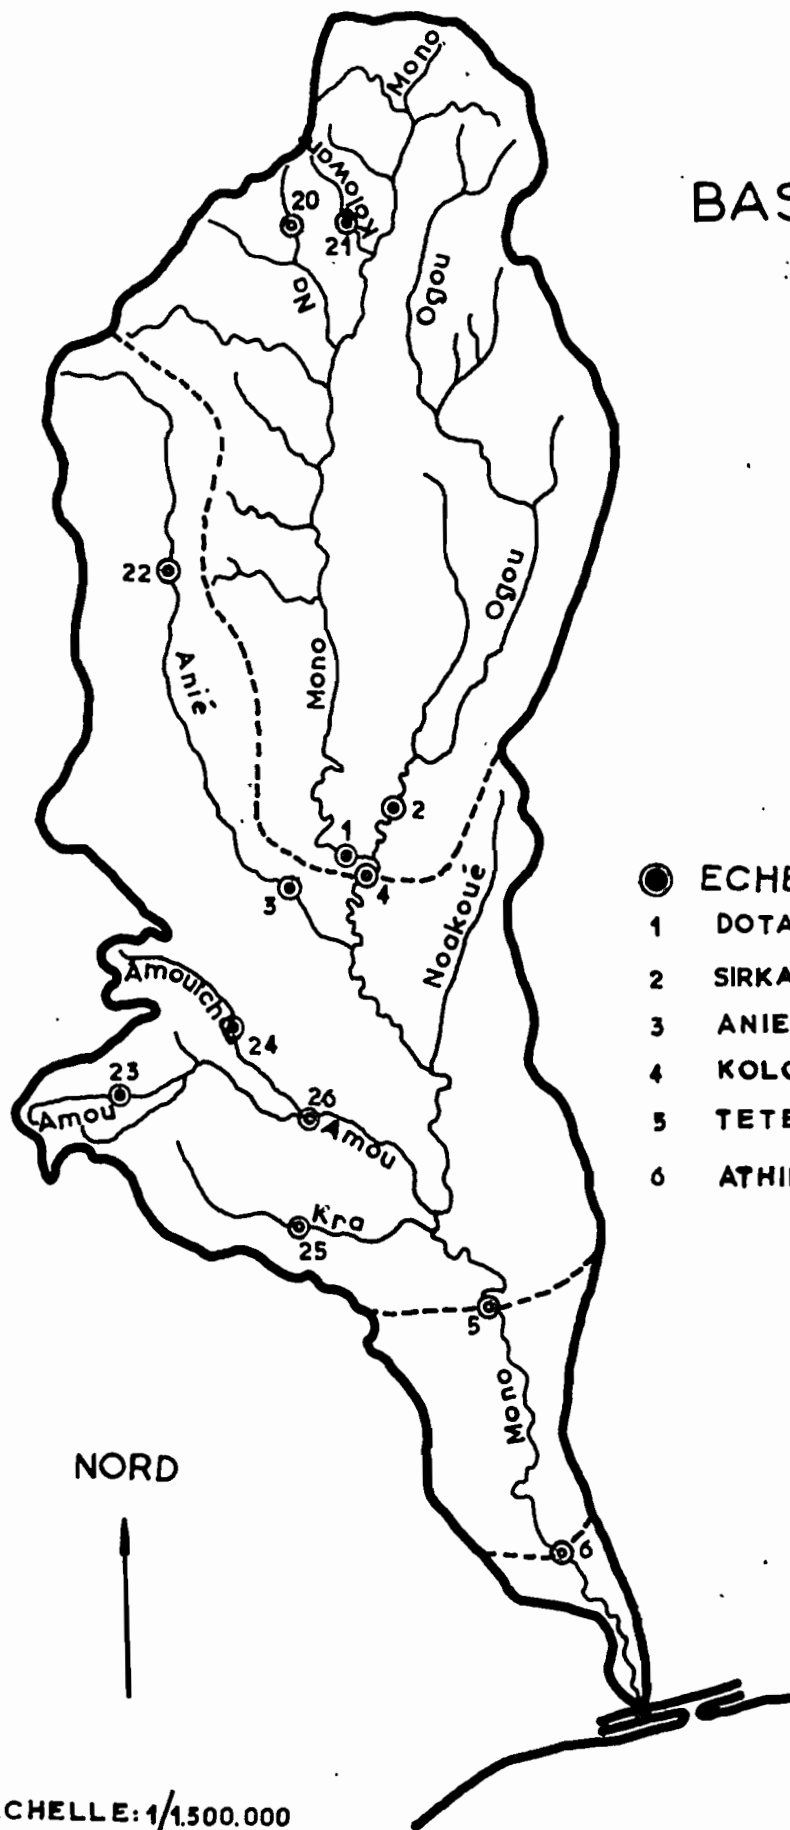 Mono
Kolowaré
20
21
BAS
Na
Ogou
22
Ogou
Anié
Mono
1
2
3
4
Noakoué
ECHE
1 DOTA
2 SIRKA
3 ANIE
4 KOLO
5 TETE
6 ATHI
Amoutch
24
23
Amou
26
Amou
Kra
25
5
Mono
NORD
6
CHELLE: 1/1.500.000